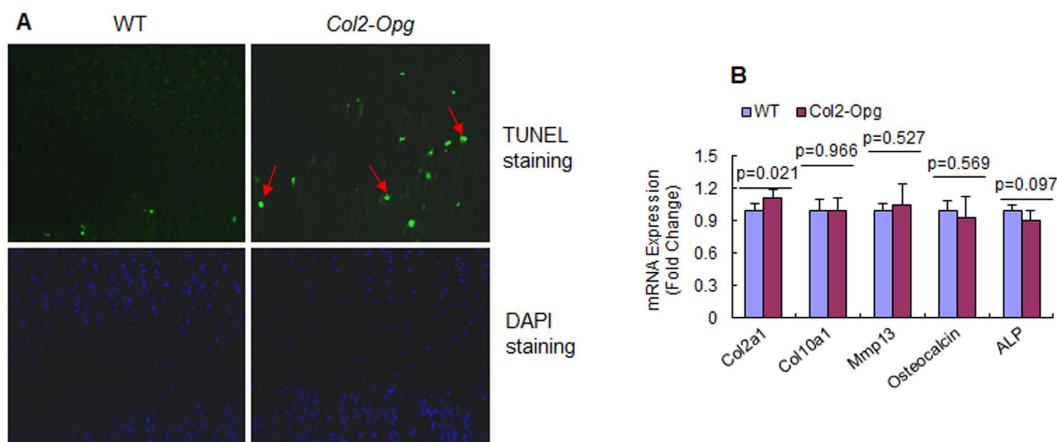 A
WT
Col2-Opg
TUNEL
staining
DAPI
staining
B
WT
Col2-Opg
p=0.021
p=0.966
p=0.527
p=0.569
p=0.097
mRNA Expression
(Fold Change)
1.5
1.2
0.9
0.6
0.3
0
Col2a1
Col10a1
Mmp13
Osteocalcin
ALP